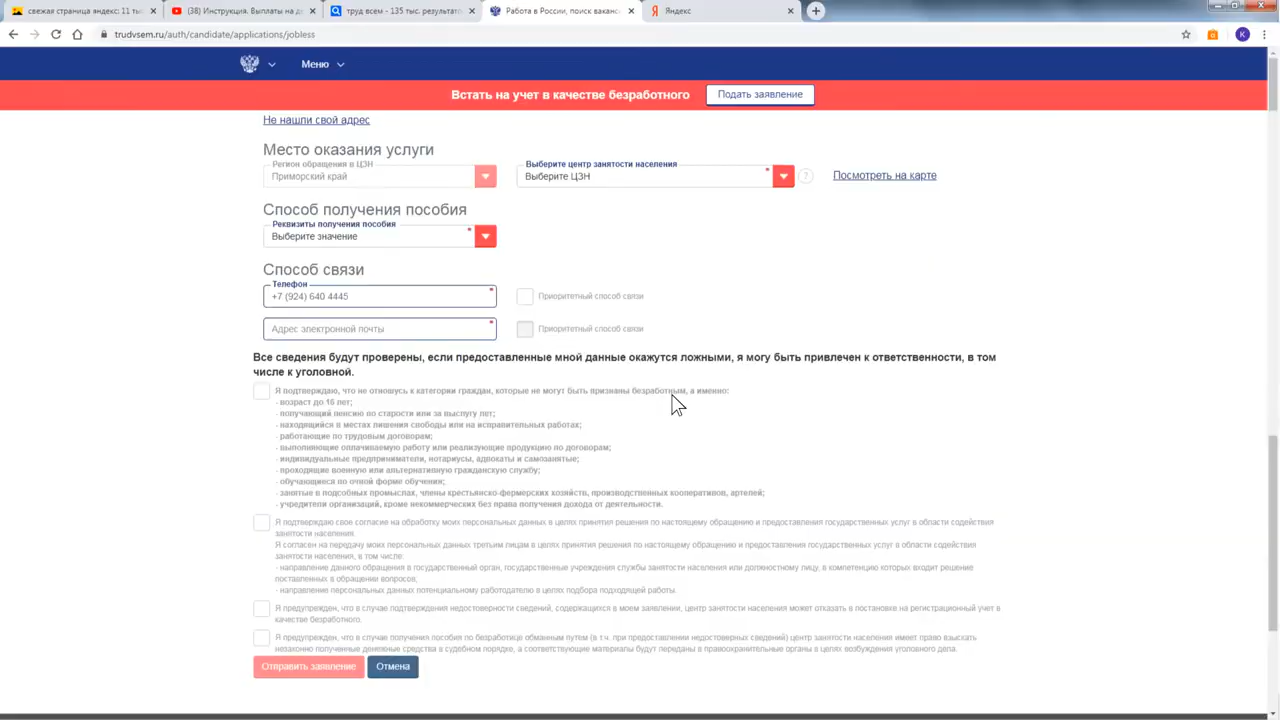 свежая страница яндекс: 11 ты
(38) Инструкция. Выплаты на д
труд всем - 135 тыс. результато
Работа в России, поиск вакан
Яндекс
trudvsem.ru/auth/candidate/applications/jobless
K
Меню
Встать на учет в качестве безработного
Подать заявление
Не нашли свой адрес
Место оказания услуги
Регион обращения в ЦЗН
Выберите центр занятости населения
Приморский край
Выберите ЦЗН
?
Посмотреть на карте
Способ получения пособия
Реквизиты получения пособия
Выберите значение
Способ связи
Телефон
+7 (924) 640 4445
Приоритетный способ связи
Адрес электронной почты
Приоритетный способ связи
Все сведения будут проверены, если предоставленные мной данные окажутся ложными, я могу быть привлечен к ответственности, в том
числе к уголовной.
Я подтверждаю, что не отношусь к категории граждан, которые не могут быть признаны безработным, а именно:
- возраст до 16 лет;
- получающий пенсию по старости или за выслугу лет;
- находящийся в местах лишения свободы или на исправительных работах;
- работающие по трудовым договорам;
- выполняющие оплачиваемую работу или реализующие продукцию по договорам;
- индивидуальные предприниматели, нотариусы, адвокаты и самозанятые;
- проходящие военную или альтернативную гражданскую службу;
- обучающиеся по очной форме обучения;
- занятые в подсобных промыслах, члены крестьянско-фермерских хозяйств, производственных кооперативов, артелей;
- учредители организаций, кроме некоммерческих без права получения дохода от деятельности.
Я подтверждаю свое согласие на обработку моих персональных данных в целях принятия решения по настоящему обращению и предоставления государственных услуг в области содействия
занятости населения.
Я согласен на передачу моих персональных данных третьим лицам в целях принятия решения по настоящему обращению и предоставления государственных услуг в области содействия
занятости населения, в том числе:
- направление данного обращения в государственный орган, государственные учреждения службы занятости населения или должностному лицу, в компетенцию которых входит решение
поставленных в обращении вопросов;
- направление персональных данных потенциальному работодателю в целях подбора подходящей работы.
Я предупрежден, что в случае подтверждения недостоверности сведений, содержащихся в моем заявлении, центр занятости населения может отказать в постановке на регистрационный учет в
качестве безработного.
Я предупрежден, что в случае получения пособия по безработице обманным путем (в т.ч. при предоставлении недостоверных сведений) центр занятости населения имеет право взыскать
незаконно полученные денежные средства в судебном порядке, а соответствующие материалы будут переданы в правоохранительные органы в целях возбуждения уголовного дела.
Отправить заявление
Отмена